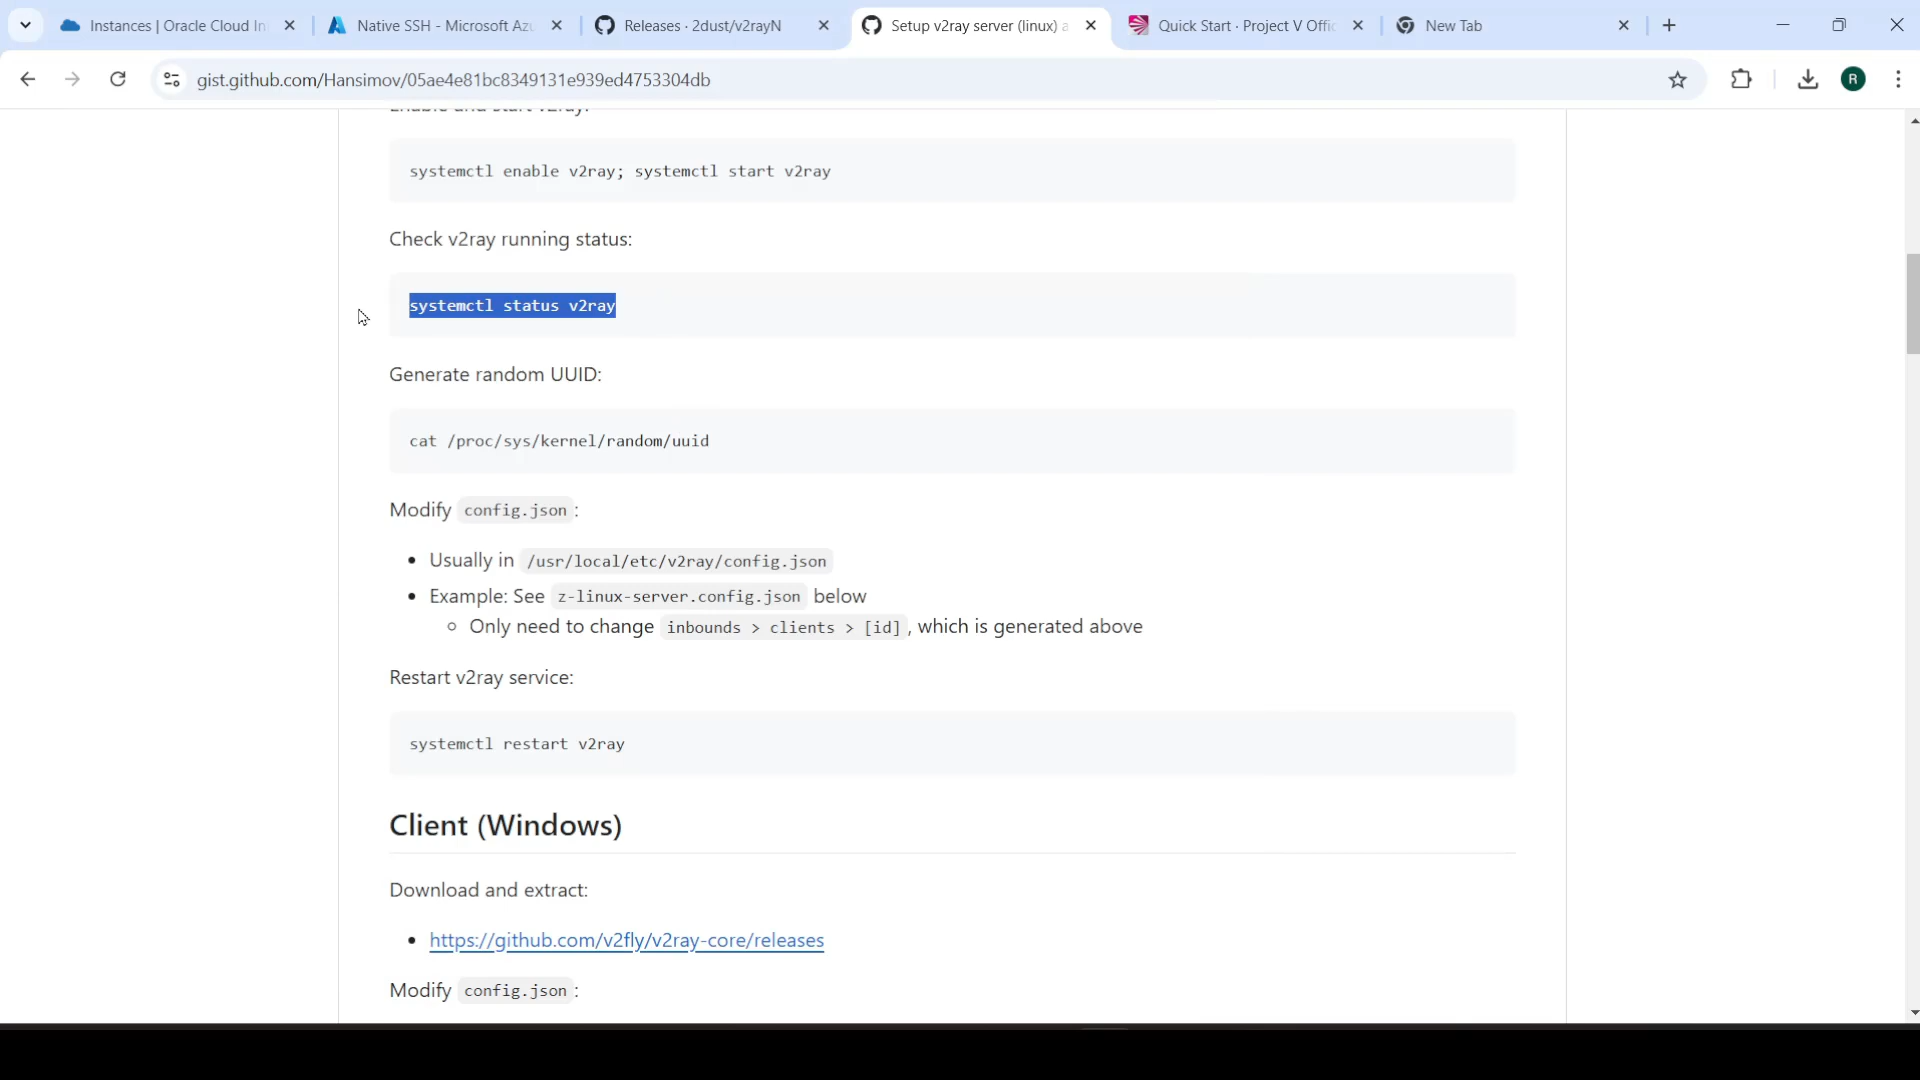 Instances | Oracle Cloud In
Native SSH - Microsoft Azu
Releases · 2dust/v2rayN
Setup v2ray server (linux) a
Quick Start · Project V Offic
New Tab
gist.github.com/Hansimov/05ae4e81bc8349131e939ed4753304db
R
Enable and start v2ray:
systemctl enable v2ray; systemctl start v2ray
Check v2ray running status:
systemctl status v2ray
Generate random UUID:
cat /proc/sys/kernel/random/uuid
Modify config.json :
• Usually in /usr/local/etc/v2ray/config.json
• Example: See z-linux-server.config.json below
○ Only need to change inbounds > clients > [id] , which is generated above
Restart v2ray service:
systemctl restart v2ray
Client (Windows)
Download and extract:
• https://github.com/v2fly/v2ray-core/releases
Modify config.json :